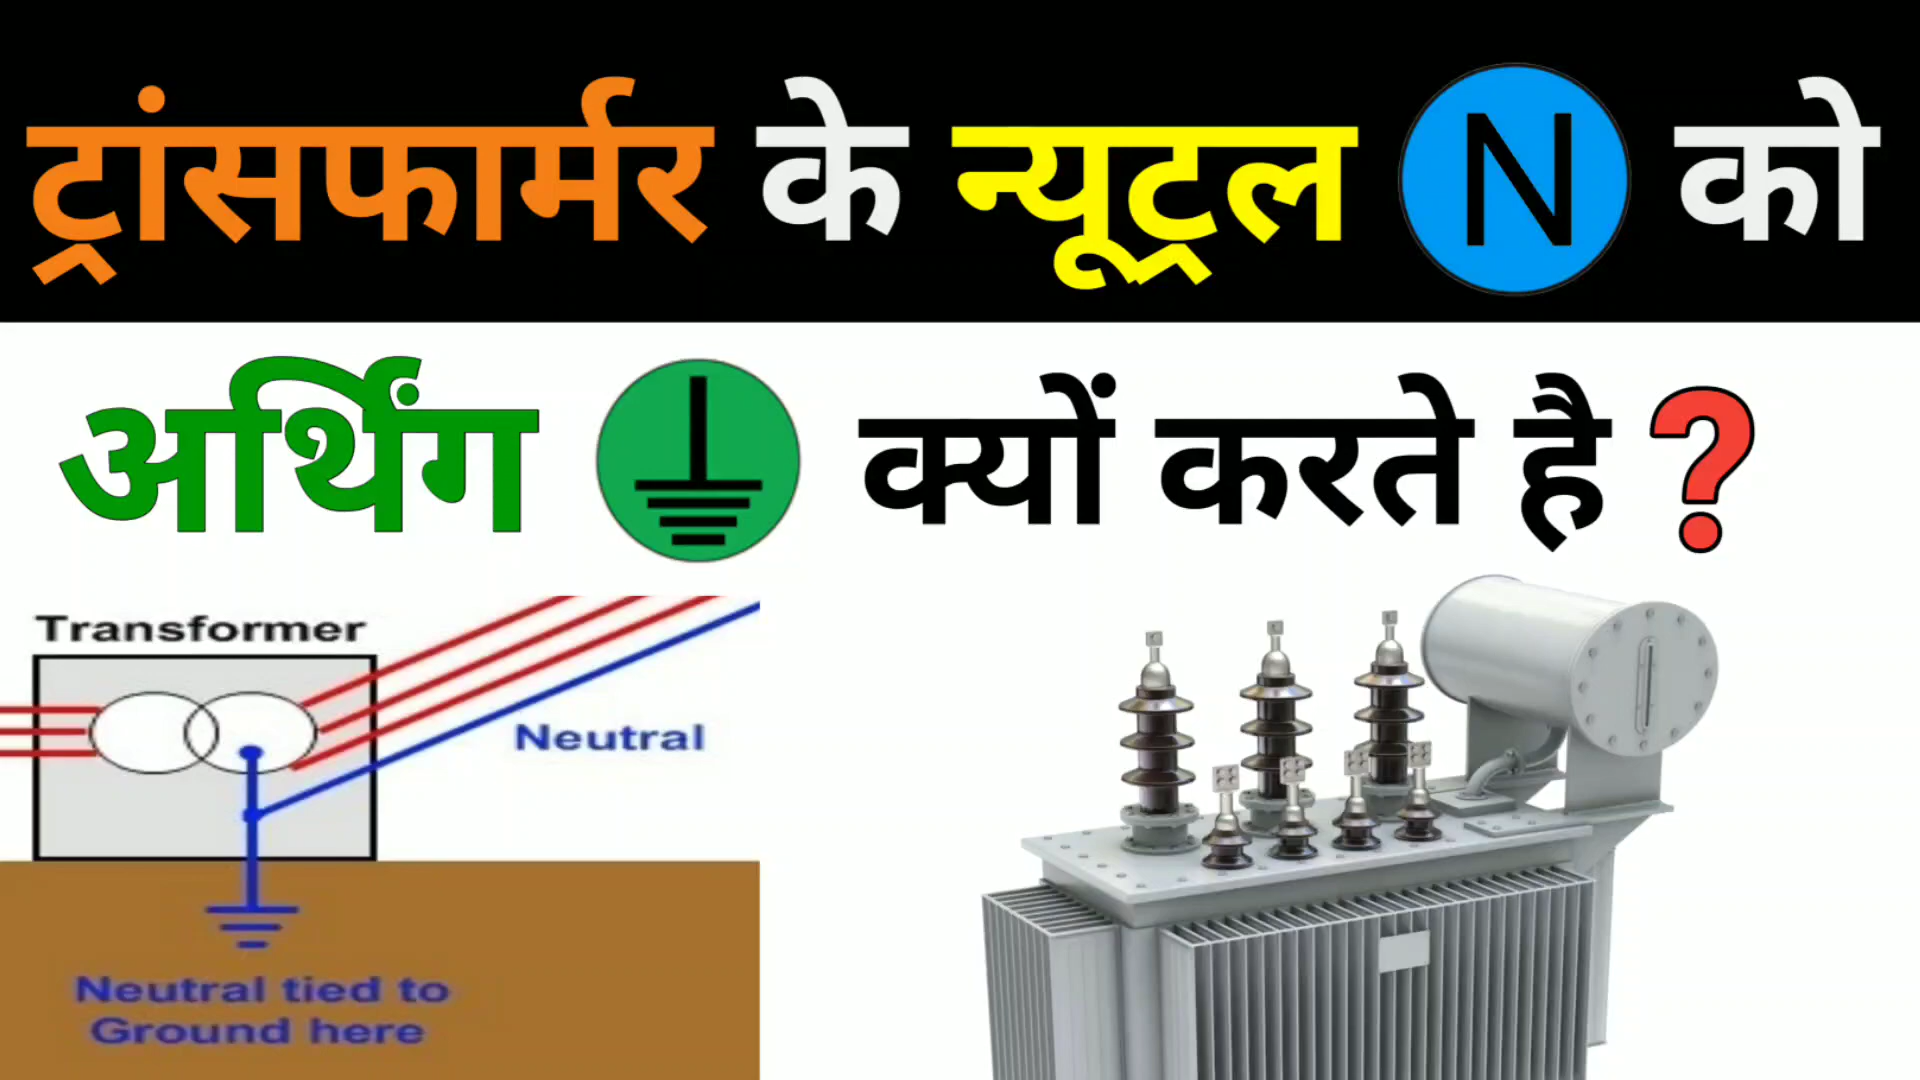 ट्रांसफार्मर के न्यूट्रल N को
अर्थिंग क्यों करते है?
Transformer
Neutral
Neutral tied to
Ground here